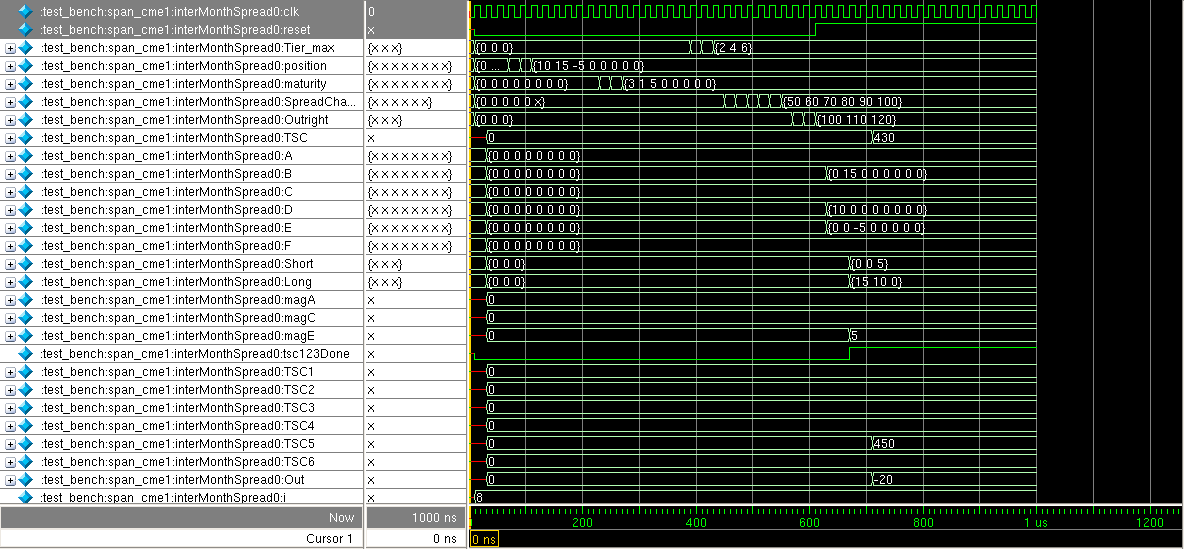 :test_bench:span_cme1:interMonthSpread0:clk 0
:test_bench:span_cme1:interMonthSpread0:reset x
:test_bench:span_cme1:interMonthSpread0:Tier_max {x x x} {0 0 0} {2 4 6}
:test_bench:span_cme1:interMonthSpread0:position {x x x x x x x x} {0 ... {10 15 -5 0 0 0 0 0}
:test_bench:span_cme1:interMonthSpread0:maturity {x x x x x x x x} {0 0 0 0 0 0 0 0} {3 1 5 0 0 0 0 0}
:test_bench:span_cme1:interMonthSpread0:SpreadCha... {x x x x x x} {0 0 0 0 0 x} {50 60 70 80 90 100}
:test_bench:span_cme1:interMonthSpread0:Outright {x x x} {0 0 0} {100 110 120}
:test_bench:span_cme1:interMonthSpread0:TSC x 0 430
:test_bench:span_cme1:interMonthSpread0:A {x x x x x x x x} {0 0 0 0 0 0 0 0}
:test_bench:span_cme1:interMonthSpread0:B {x x x x x x x x} {0 0 0 0 0 0 0 0} {0 15 0 0 0 0 0 0}
:test_bench:span_cme1:interMonthSpread0:C {x x x x x x x x} {0 0 0 0 0 0 0 0}
:test_bench:span_cme1:interMonthSpread0:D {x x x x x x x x} {0 0 0 0 0 0 0 0} {10 0 0 0 0 0 0 0}
:test_bench:span_cme1:interMonthSpread0:E {x x x x x x x x} {0 0 0 0 0 0 0 0} {0 0 -5 0 0 0 0 0}
:test_bench:span_cme1:interMonthSpread0:F {x x x x x x x x} {0 0 0 0 0 0 0 0}
:test_bench:span_cme1:interMonthSpread0:Short {x x x} {0 0 0} {0 0 5}
:test_bench:span_cme1:interMonthSpread0:Long {x x x} {0 0 0} {15 10 0}
:test_bench:span_cme1:interMonthSpread0:magA x 0
:test_bench:span_cme1:interMonthSpread0:magC x 0
:test_bench:span_cme1:interMonthSpread0:magE x 0 5
:test_bench:span_cme1:interMonthSpread0:tsc123Done x
:test_bench:span_cme1:interMonthSpread0:TSC1 x 0
:test_bench:span_cme1:interMonthSpread0:TSC2 x 0
:test_bench:span_cme1:interMonthSpread0:TSC3 x 0
:test_bench:span_cme1:interMonthSpread0:TSC4 x 0
:test_bench:span_cme1:interMonthSpread0:TSC5 x 0 450
:test_bench:span_cme1:interMonthSpread0:TSC6 x 0
:test_bench:span_cme1:interMonthSpread0:Out x 0 -20
:test_bench:span_cme1:interMonthSpread0:i x 8
Now 1000 ns 200 400 600 800 1 us 1200
Cursor 1 0 ns 0 ns